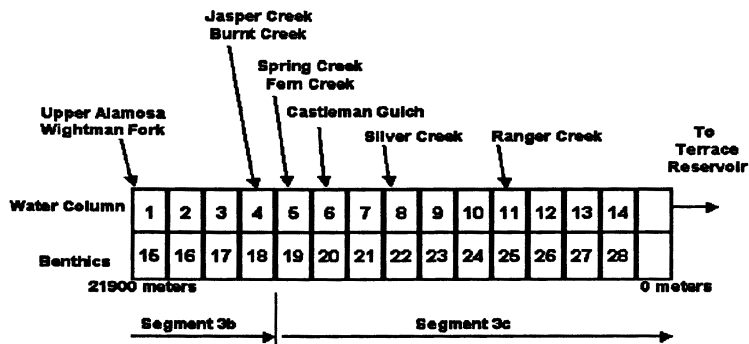 Jasper Creek
Burnt Creek
Spring Creek
Fern Creek
Upper Alamosa
Wightman Fork
Castleman Gulch
Silver Creek
Ranger Creek
To
Terrace
Reservoir
Water Column 1 2 3 4 5 6 7 8 9 10 11 12 13 14
Benthics 15 16 17 18 19 20 21 22 23 24 25 26 27 28
21900 meters 0 meters
Segment 3b Segment 3c